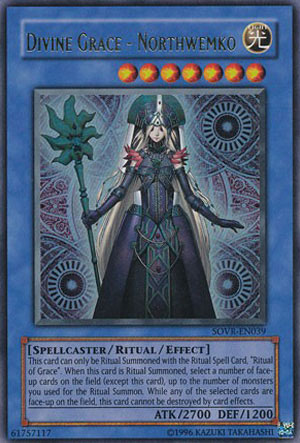 DIVINE GRACE - NORTHWEMKO
LIGHT
光
SOVR-EN039
[SPELLCASTER / RITUAL / EFFECT]
This card can only be Ritual Summoned with the Ritual Spell Card, "Ritual
of Grace". When this card is Ritual Summoned, select a number of face-
up cards on the field (except this card), up to the number of monsters
you used for the Ritual Summon. While any of the selected cards are
face-up on the field, this card cannot be destroyed by card effects.
ATK/2700 DEF/1200
61757117 ©1996 KAZUKI TAKAHASHI